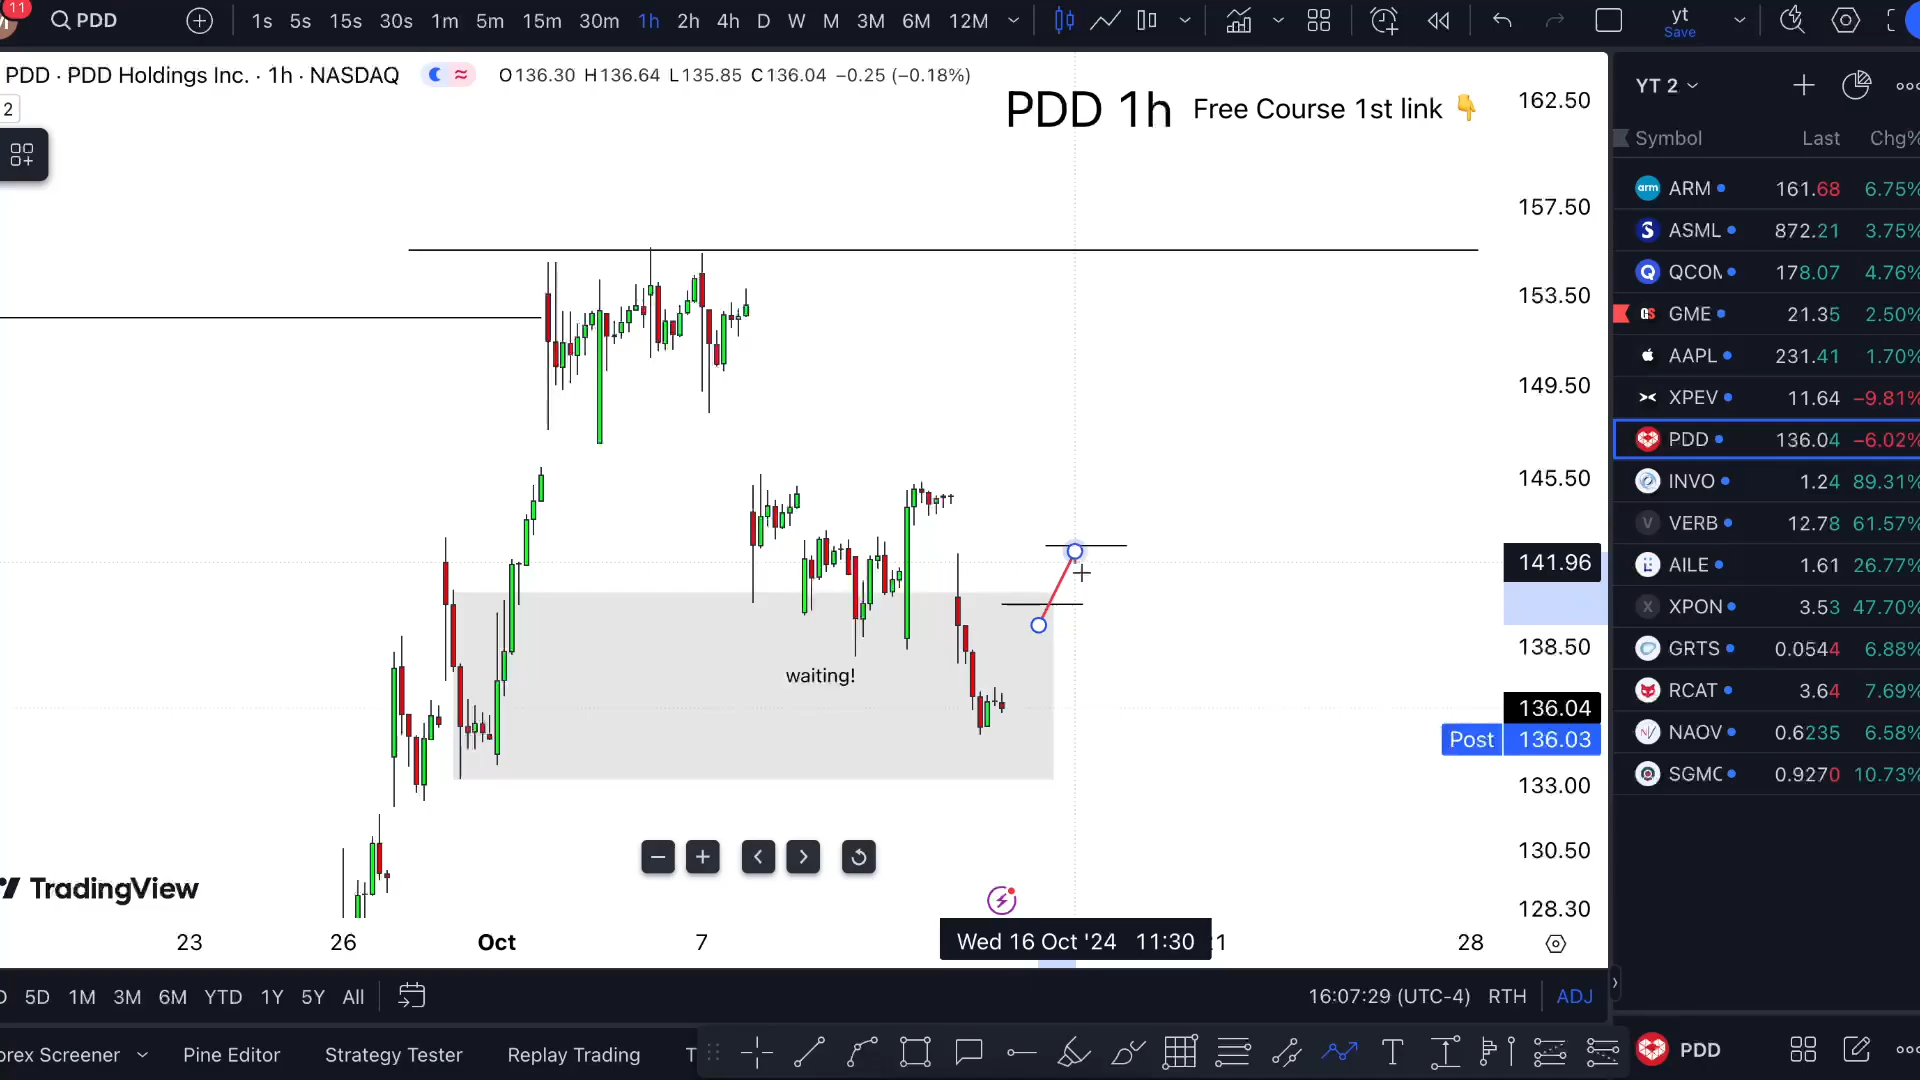 11
PDD
1s 5s 15s 30s 1m 5m 15m 30m 1h 2h 4h D W M 3M 6M 12M
yt
Save
PDD · PDD Holdings Inc. · 1h · NASDAQ
O136.30 H136.64 L135.85 C136.04 −0.25 (−0.18%)
2
PDD 1h Free Course 1st link 👇
162.50
157.50
153.50
149.50
145.50
141.96
138.50
136.04
Post 136.03
133.00
130.50
128.30
waiting!
TradingView
23 26 Oct 7 Wed 16 Oct '24 11:30 28
5D 1M 3M 6M YTD 1Y 5Y All
16:07:29 (UTC-4) RTH ADJ
orex Screener Pine Editor Strategy Tester Replay Trading T
YT 2
Symbol Last Chg%
ARM 161.68 6.75%
ASML 872.21 3.75%
QCOM 178.07 4.76%
GME 21.35 2.50%
AAPL 231.41 1.70%
XPEV 11.64 −9.81%
PDD 136.04 −6.02%
INVO 1.24 89.31%
VERB 12.78 61.57%
AILE 1.61 26.77%
XPON 3.53 47.70%
GRTS 0.0544 6.88%
RCAT 3.64 7.69%
NAOV 0.6235 6.58%
SGMO 0.9270 10.73%
PDD